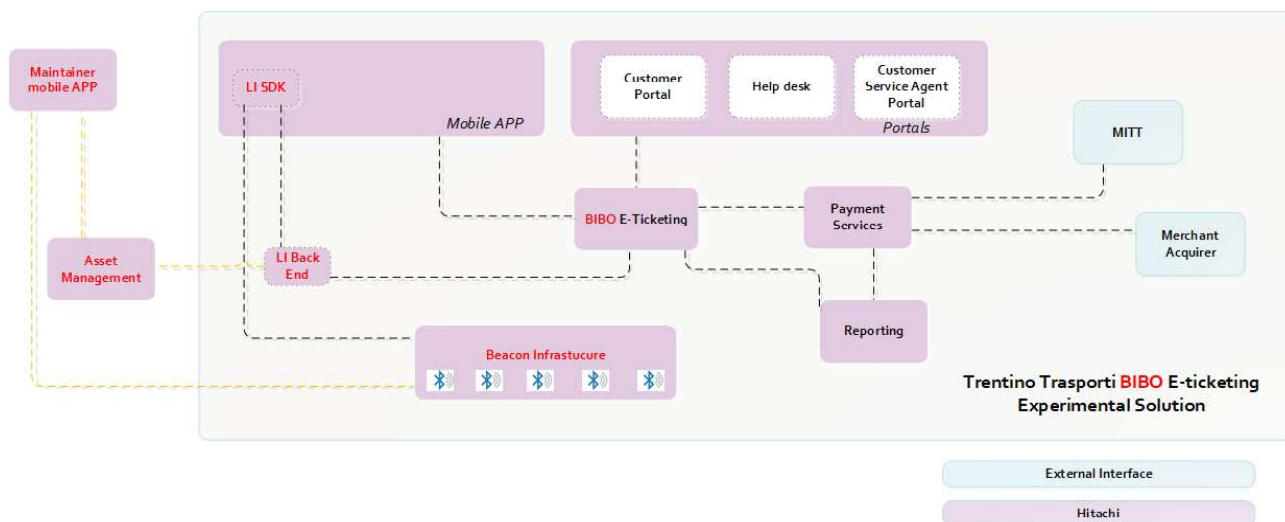 Maintainer
mobile APP
LI SDK
Mobile APP
Customer
Portal
Help desk
Customer
Service Agent
Portal
Portals
MITT
BIBO E-Ticketing
Payment
Services
Merchant
Acquirer
Asset
Management
LI Back
End
Reporting
Beacon Infrastucure
Trentino Trasporti BIBO E-ticketing
Experimental Solution
External Interface
Hitachi